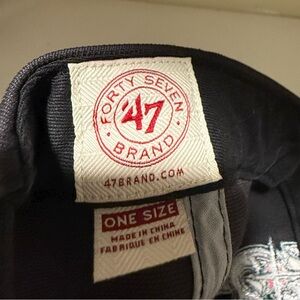 FORTY SEVEN
'47
BRAND
47BRAND.COM
ONE SIZE
MADE IN CHINA
FABRIQUE EN CHINE